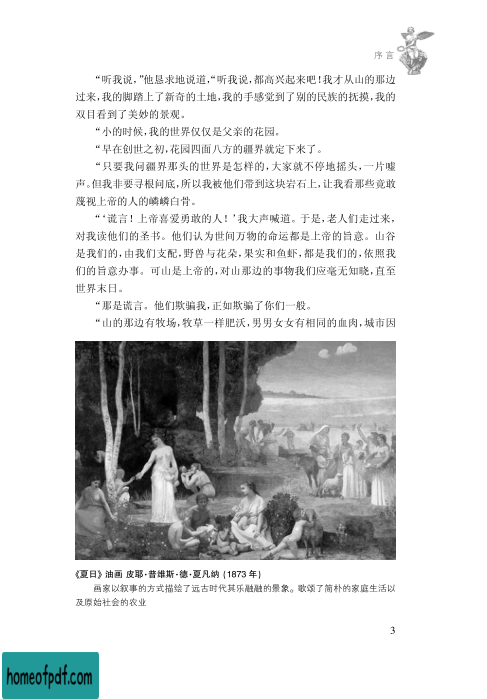 序言
“听我说，”他恳求地说道，“听我说，都高兴起来吧！我才从山的那边
过来，我的脚踏上了新奇的土地，我的手感觉到了别的民族的抚摸，我的
双目看到了美妙的景观。
“小的时候，我的世界仅仅是父亲的花园。
“早在创世之初，花园四面八方的疆界就定下来了。
“只要我问疆界那头的世界是怎样的，大家就不停地摇头，一片嘘
声。但我非要寻根问底，所以我被他们带到这块岩石上，让我看那些竟敢
蔑视上帝的人的嶙嶙白骨。
“‘谎言！上帝喜爱勇敢的人！’我大声喊道。于是，老人们走过来，
对我读他们的圣书。他们认为世间万物的命运都是上帝的旨意。山谷
是我们的，由我们支配，野兽与花朵，果实和鱼虾，都是我们的，依照我
们的旨意办事。可山是上帝的，对山那边的事物我们应毫无知晓，直至
世界末日。
“那是谎言。他们欺骗我，正如欺骗了你们一般。
“山的那边有牧场，牧草一样肥沃，男男女女有相同的血肉，城市因
《夏日》 油画 皮耶·普维斯·德·夏凡纳 (1873 年)
画家以叙事的方式描绘了远古时代其乐融融的景象。歌颂了简朴的家庭生活以
及原始社会的农业
3
homeofpdf.com